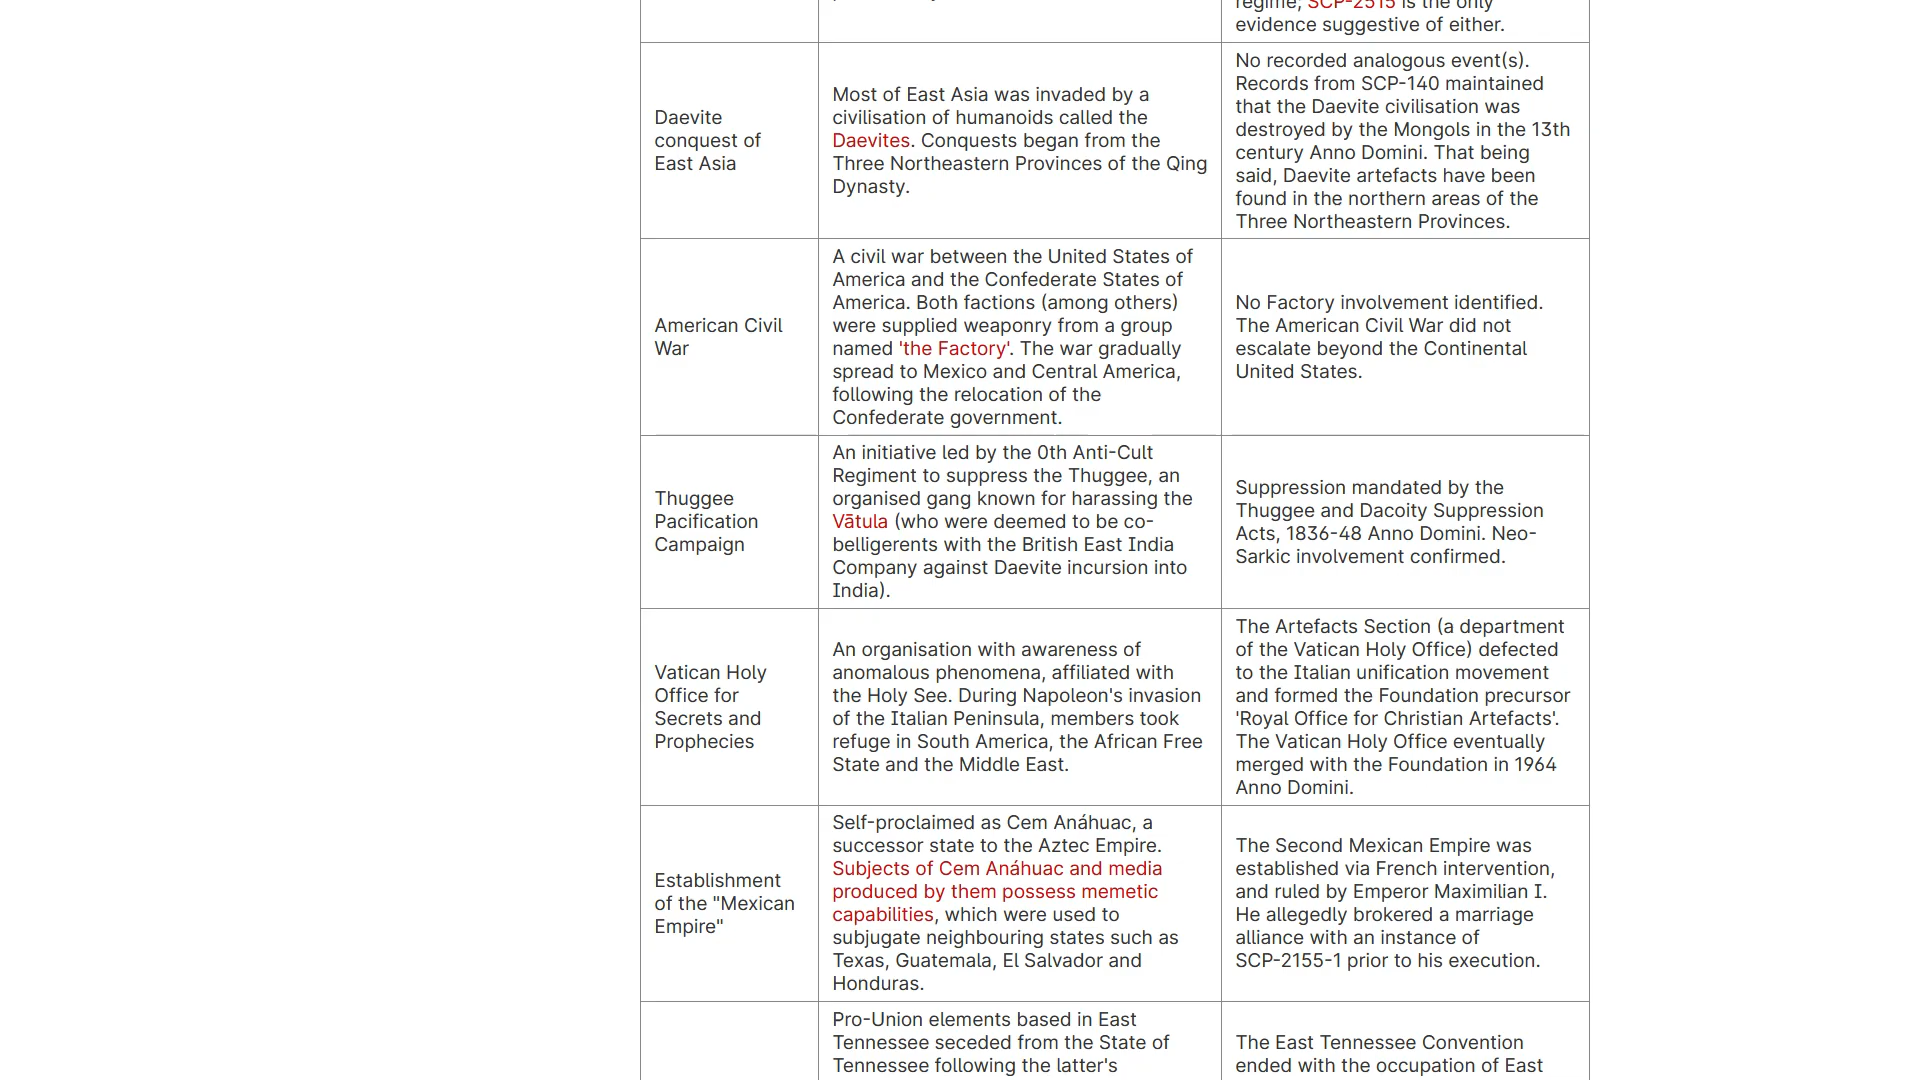 regime; SCP-2515 is the only
evidence suggestive of either.
Daevite
conquest of
East Asia
Most of East Asia was invaded by a
civilisation of humanoids called the
Daevites. Conquests began from the
Three Northeastern Provinces of the Qing
Dynasty.
No recorded analogous event(s).
Records from SCP-140 maintained
that the Daevite civilisation was
destroyed by the Mongols in the 13th
century Anno Domini. That being
said, Daevite artefacts have been
found in the northern areas of the
Three Northeastern Provinces.
American Civil
War
A civil war between the United States of
America and the Confederate States of
America. Both factions (among others)
were supplied weaponry from a group
named 'the Factory'. The war gradually
spread to Mexico and Central America,
following the relocation of the
Confederate government.
No Factory involvement identified.
The American Civil War did not
escalate beyond the Continental
United States.
Thuggee
Pacification
Campaign
An initiative led by the 0th Anti-Cult
Regiment to suppress the Thuggee, an
organised gang known for harassing the
Vātula (who were deemed to be co-
belligerents with the British East India
Company against Daevite incursion into
India).
Suppression mandated by the
Thuggee and Dacoity Suppression
Acts, 1836-48 Anno Domini. Neo-
Sarkic involvement confirmed.
Vatican Holy
Office for
Secrets and
Prophecies
An organisation with awareness of
anomalous phenomena, affiliated with
the Holy See. During Napoleon's invasion
of the Italian Peninsula, members took
refuge in South America, the African Free
State and the Middle East.
The Artefacts Section (a department
of the Vatican Holy Office) defected
to the Italian unification movement
and formed the Foundation precursor
'Royal Office for Christian Artefacts'.
The Vatican Holy Office eventually
merged with the Foundation in 1964
Anno Domini.
Establishment
of the "Mexican
Empire"
Self-proclaimed as Cem Anáhuac, a
successor state to the Aztec Empire.
Subjects of Cem Anáhuac and media
produced by them possess memetic
capabilities, which were used to
subjugate neighbouring states such as
Texas, Guatemala, El Salvador and
Honduras.
The Second Mexican Empire was
established via French intervention,
and ruled by Emperor Maximilian I.
He allegedly brokered a marriage
alliance with an instance of
SCP-2155-1 prior to his execution.
Pro-Union elements based in East
Tennessee seceded from the State of
Tennessee following the latter's
The East Tennessee Convention
ended with the occupation of East